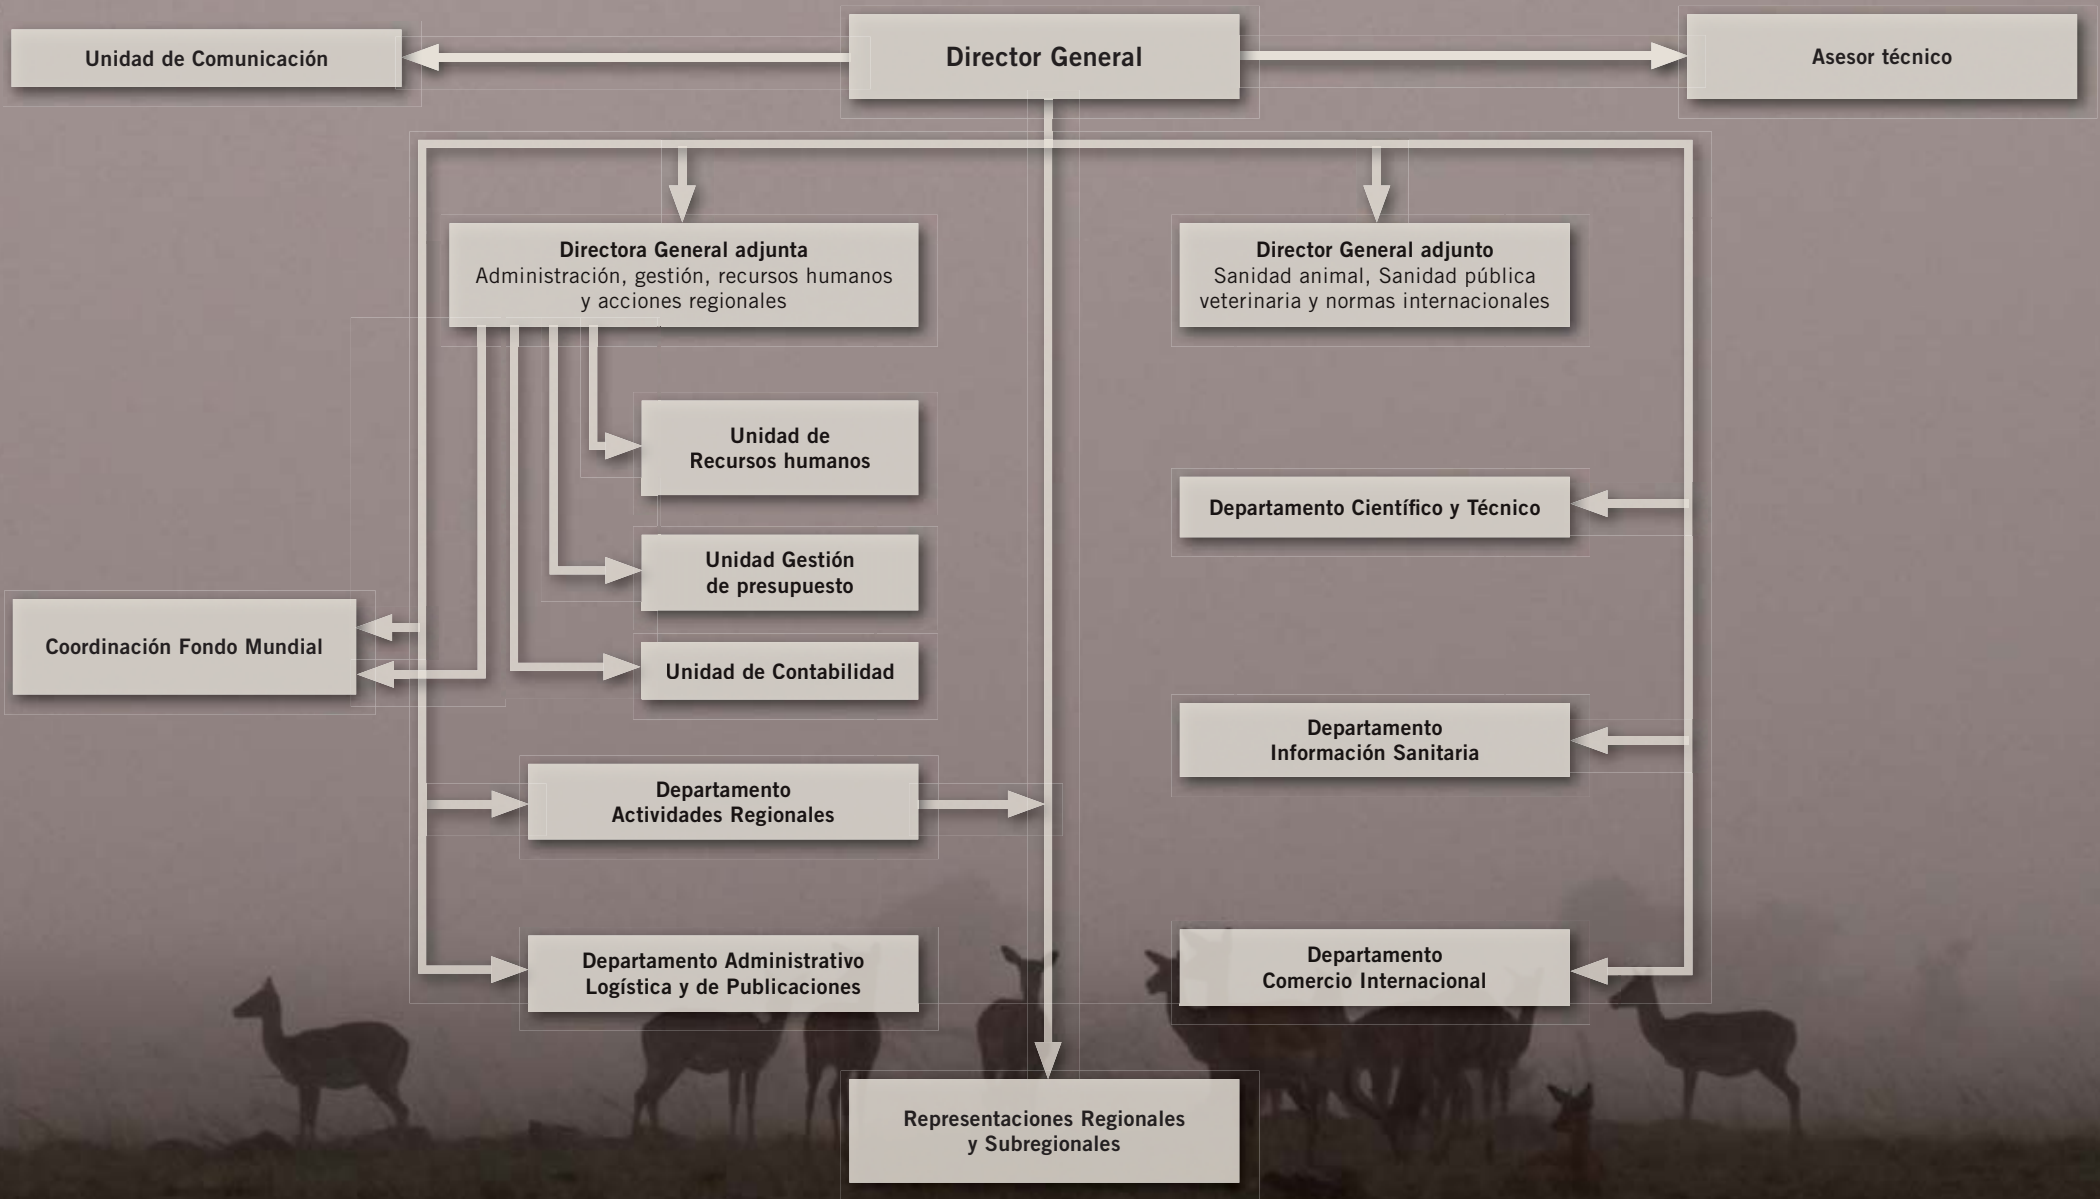 Unidad de Comunicación
Director General
Asesor técnico
Directora General adjunta
Administración, gestión, recursos humanos
y acciones regionales
Director General adjunto
Sanidad animal, Sanidad pública
veterinaria y normas internacionales
Unidad de
Recursos humanos
Departamento Científico y Técnico
Unidad Gestión
de presupuesto
Coordinación Fondo Mundial
Unidad de Contabilidad
Departamento
Información Sanitaria
Departamento
Actividades Regionales
Departamento Administrativo
Logística y de Publicaciones
Departamento
Comercio Internacional
Representaciones Regionales
y Subregionales